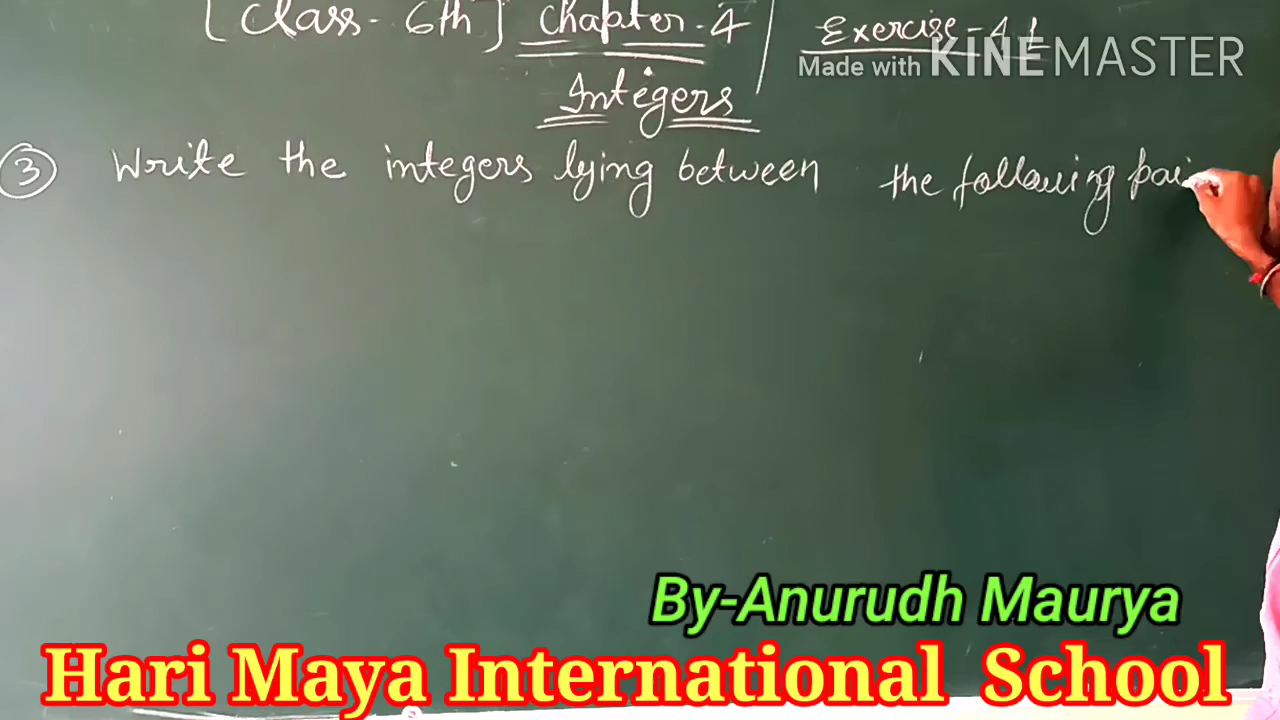 [Class-6th] Chapter-4 | Exercise-4.1
Made with KINEMASTER
Integers
③ Write the integers lying between the following pai
By-Anurudh Maurya
Hari Maya International School